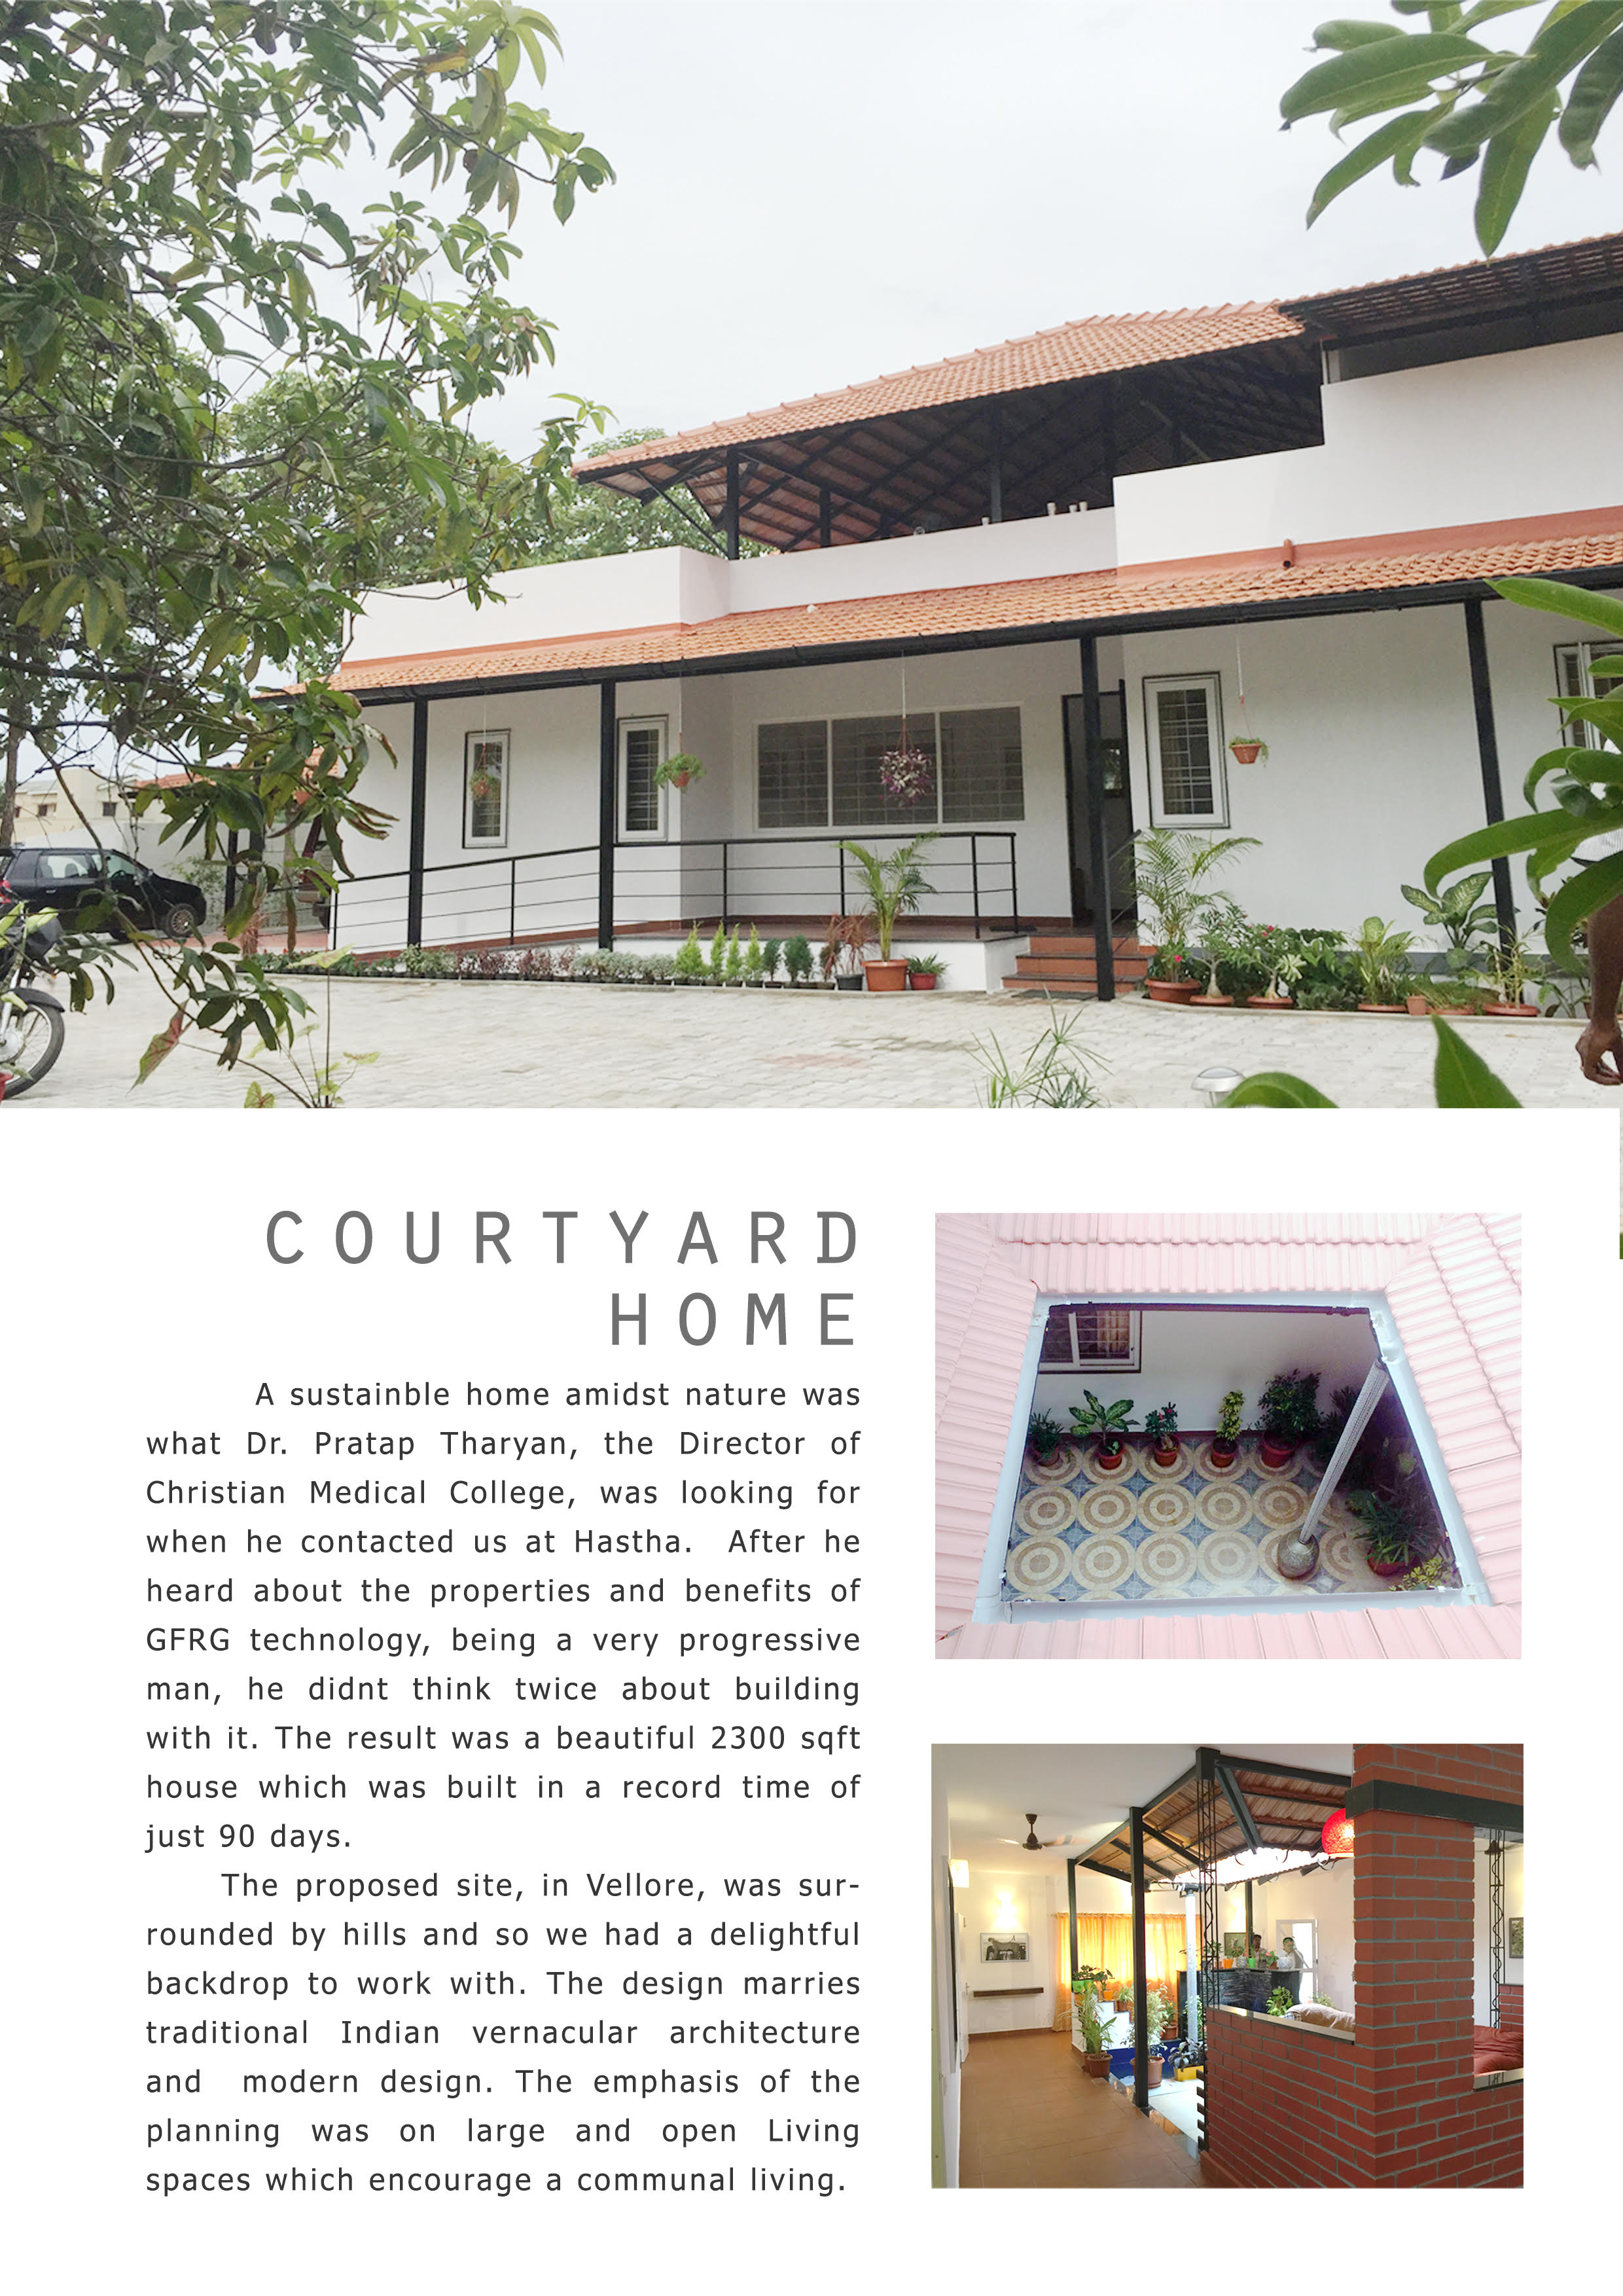 COURTYARD
HOME
A sustainble home amidst nature was
what Dr. Pratap Tharyan, the Director of
Christian Medical College, was looking for
when he contacted us at Hastha. After he
heard about the properties and benefits of
GFRG technology, being a very progressive
man, he didnt think twice about building
with it. The result was a beautiful 2300 sqft
house which was built in a record time of
just 90 days.
The proposed site, in Vellore, was sur-
rounded by hills and so we had a delightful
backdrop to work with. The design marries
traditional Indian vernacular architecture
and modern design. The emphasis of the
planning was on large and open Living
spaces which encourage a communal living.